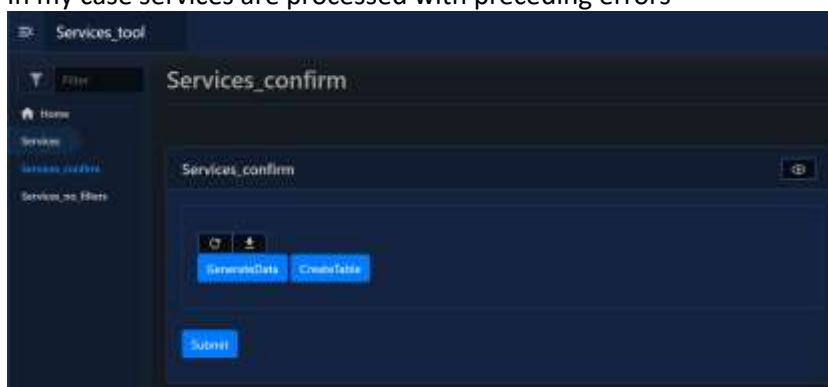 in my case services are processed with preceding errors
Services_tool
Filter
Services_confirm
Home
Services
Services_confirm
Services_confirm
Services_no_filters
GenerateData CreateTable
Submit